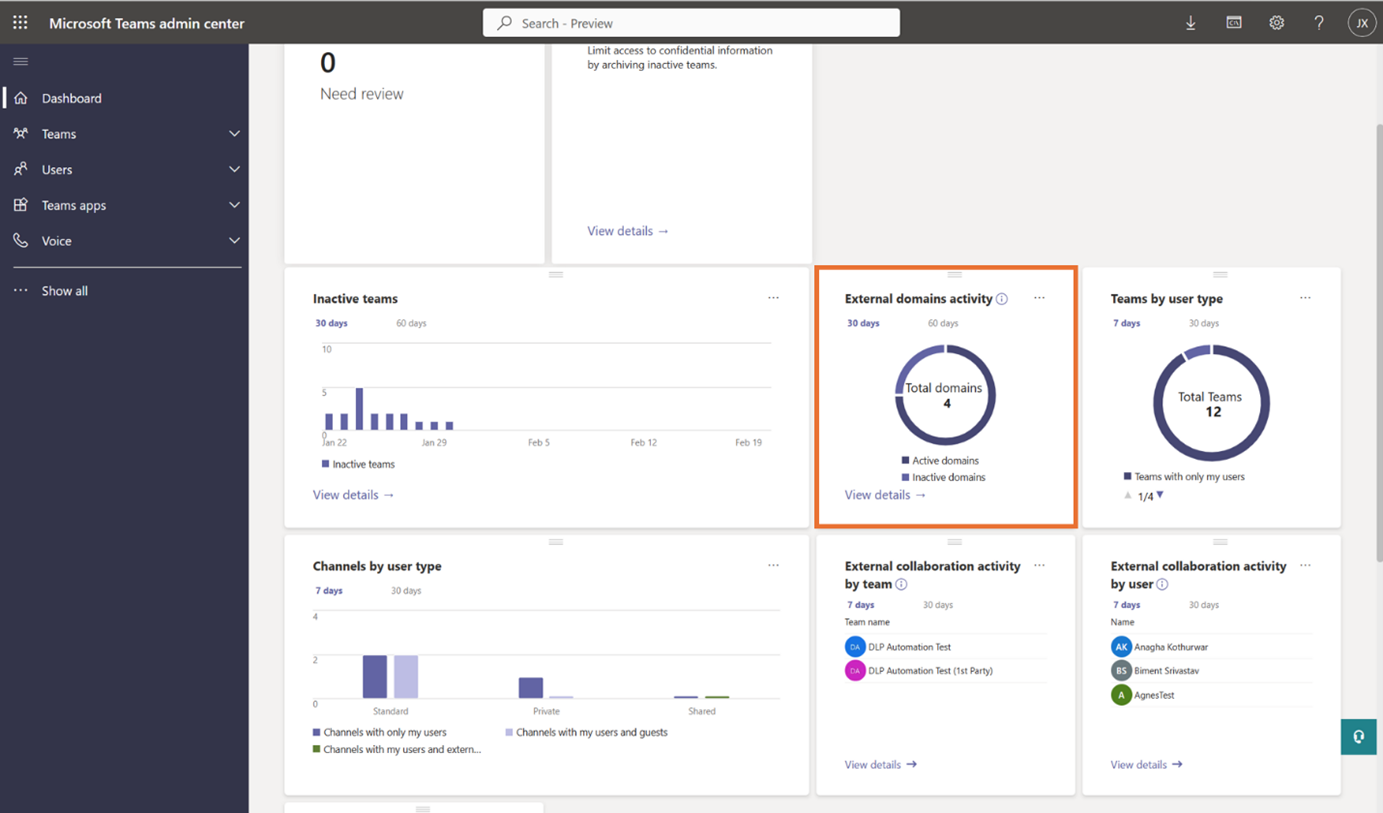 Microsoft Teams admin center
Search - Preview
JX
Dashboard
Teams
Users
Teams apps
Voice
Show all
0
Need review
Limit access to confidential information
by archiving inactive teams.
View details →
Inactive teams
30 days 60 days
10
5
0
Jan 22 Jan 29 Feb 5 Feb 12 Feb 19
Inactive teams
View details →
External domains activity
30 days 60 days
Total domains
4
Active domains
Inactive domains
View details →
Teams by user type
7 days 30 days
Total Teams
12
Teams with only my users
1/4
Channels by user type
7 days 30 days
4
2
0
Standard Private Shared
Channels with only my users Channels with my users and guests
Channels with my users and extern...
External collaboration activity
by team
7 days 30 days
Team name
DA DLP Automation Test
DA DLP Automation Test (1st Party)
View details →
External collaboration activity
by user
7 days 30 days
Name
AK Anagha Kothurwar
BS Biment Srivastav
A AgnesTest
View details →